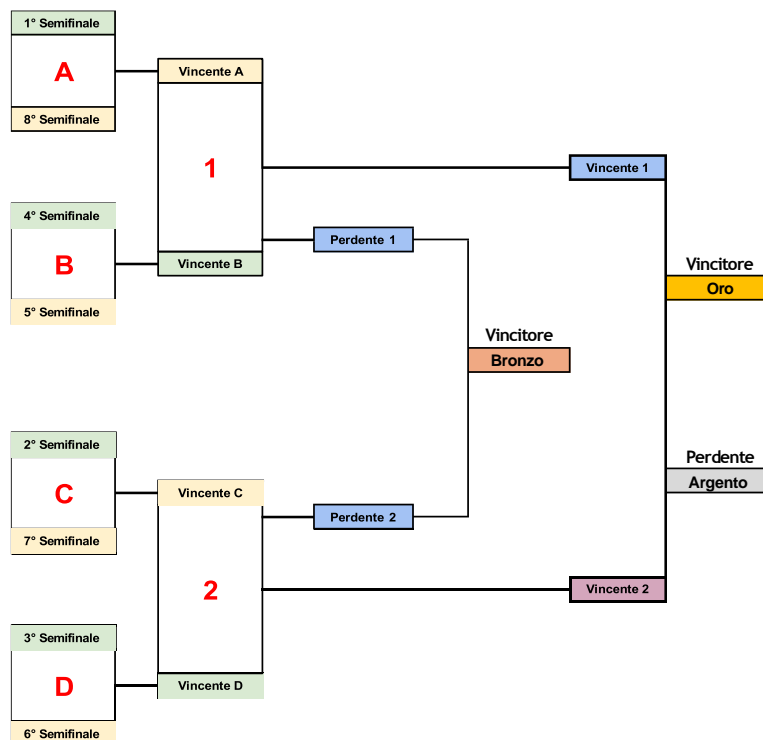 1° Semifinale
A
8° Semifinale
Vincente A
1
Vincente B
4° Semifinale
B
5° Semifinale
Perdente 1
Vincente 1
Vincitore
Oro
Vincitore
Bronzo
Perdente
Argento
2° Semifinale
C
7° Semifinale
Vincente C
2
Vincente D
Perdente 2
Vincente 2
3° Semifinale
D
6° Semifinale